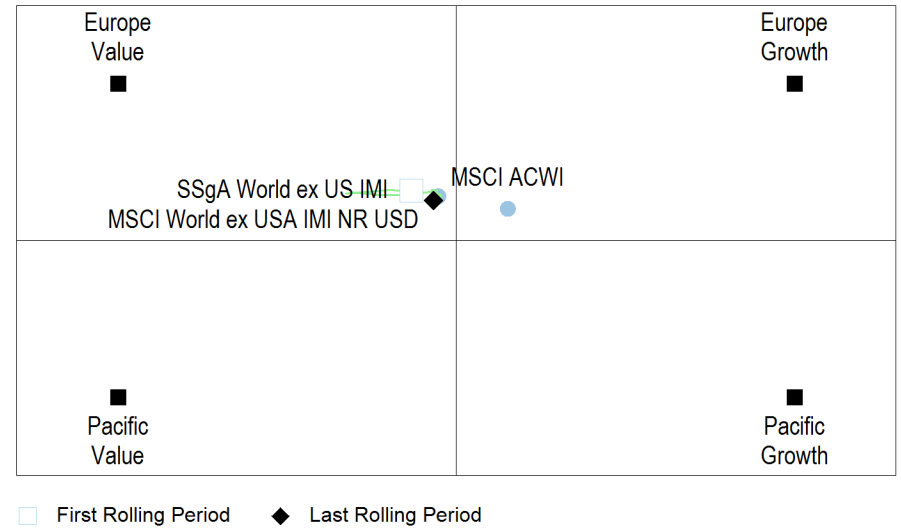 Europe
Value
Europe
Growth
SSgA World ex US IMI
MSCI ACWI
MSCI World ex USA IMI NR USD
Pacific
Value
Pacific
Growth
First Rolling Period
Last Rolling Period